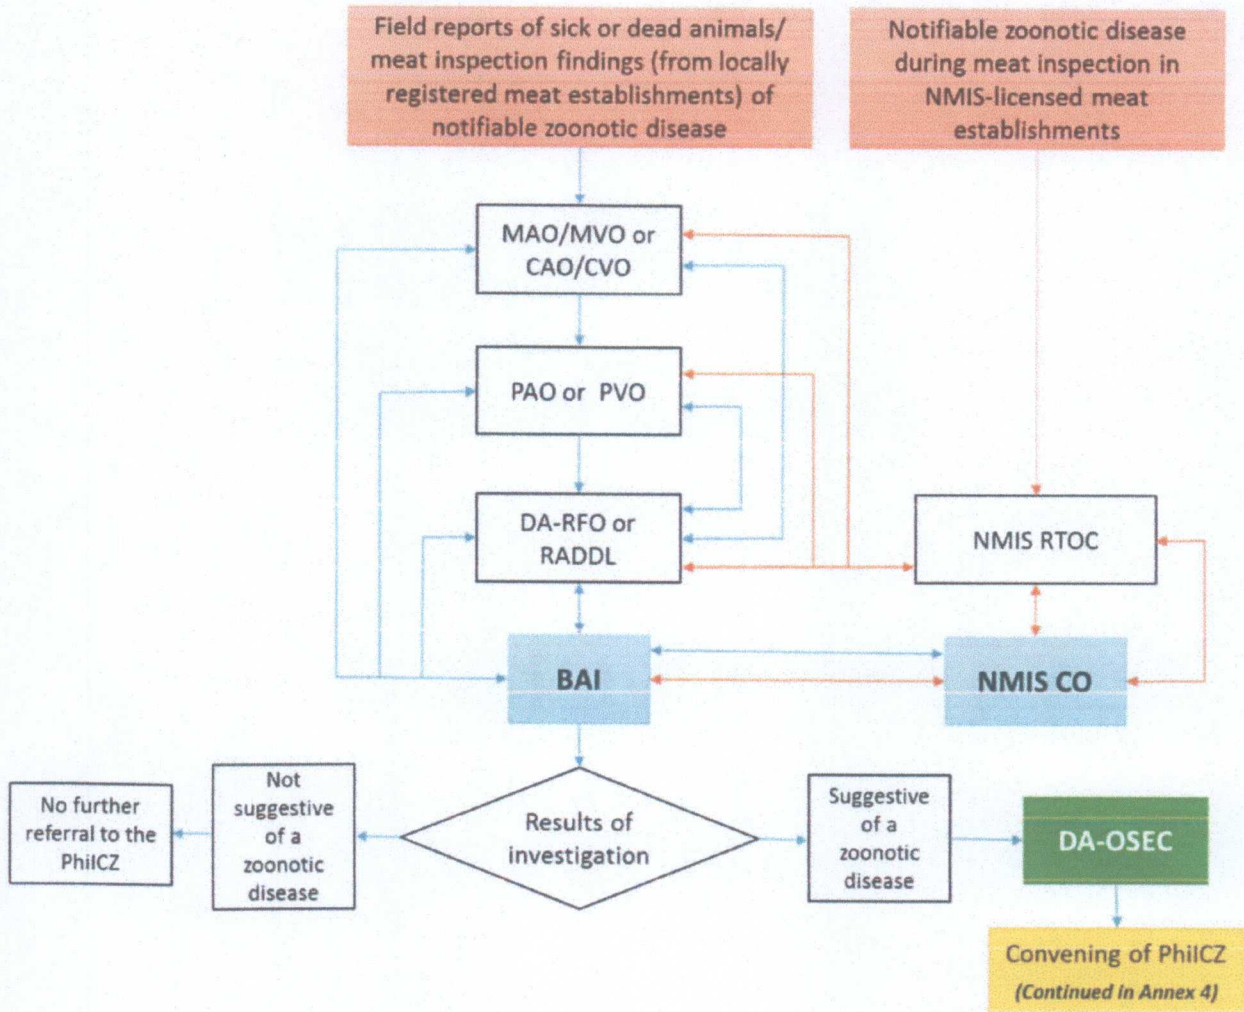 Field reports of sick or dead animals/
meat inspection findings (from locally
registered meat establishments) of
notifiable zoonotic disease
Notifiable zoonotic disease
during meat inspection in
NMIS-licensed meat
establishments
MAO/MVO or
CAO/CVO
PAO or PVO
DA-RFO or
RADDL
NMIS RTOC
BAI
NMIS CO
No further
referral to the
PhilCZ
Not
suggestive
of a
zoonotic
disease
Results of
investigation
Suggestive
of a
zoonotic
disease
DA-OSEC
Convening of PhilCZ
(Continued in Annex 4)